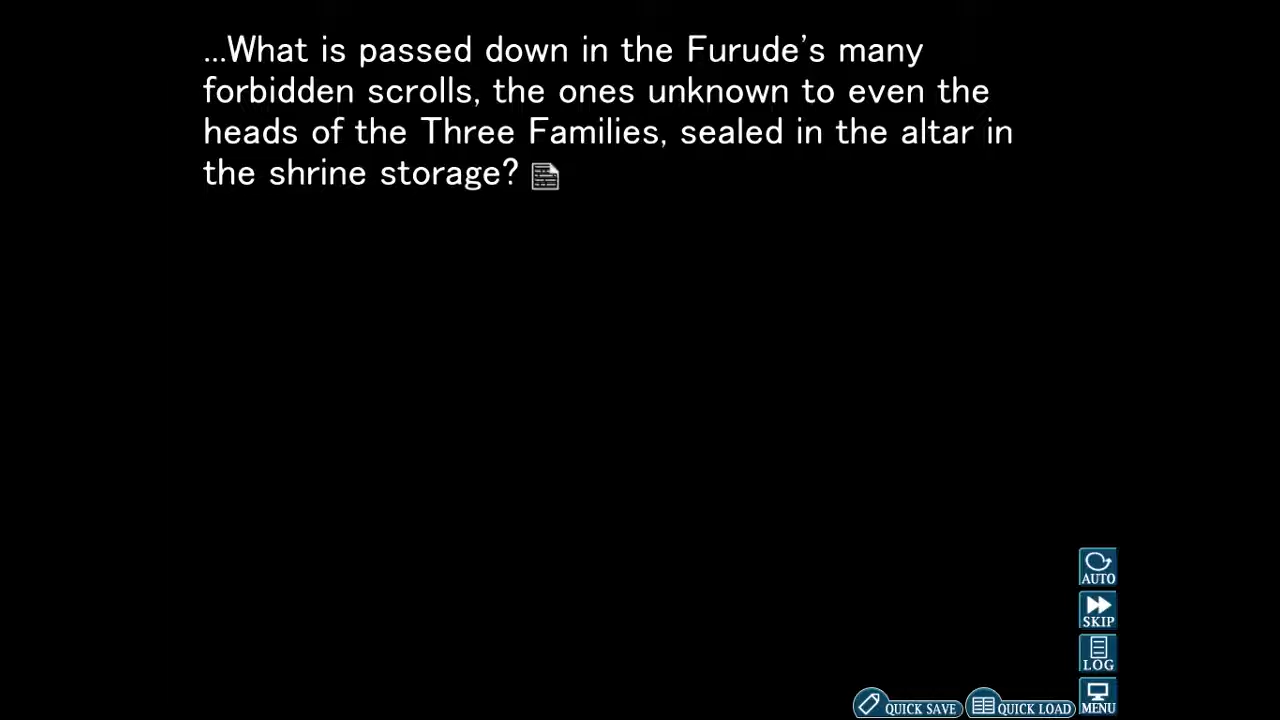 ...What is passed down in the Furude's many
forbidden scrolls, the ones unknown to even the
heads of the Three Families, sealed in the altar in
the shrine storage?
AUTO
SKIP
LOG
MENU
QUICK SAVE
QUICK LOAD